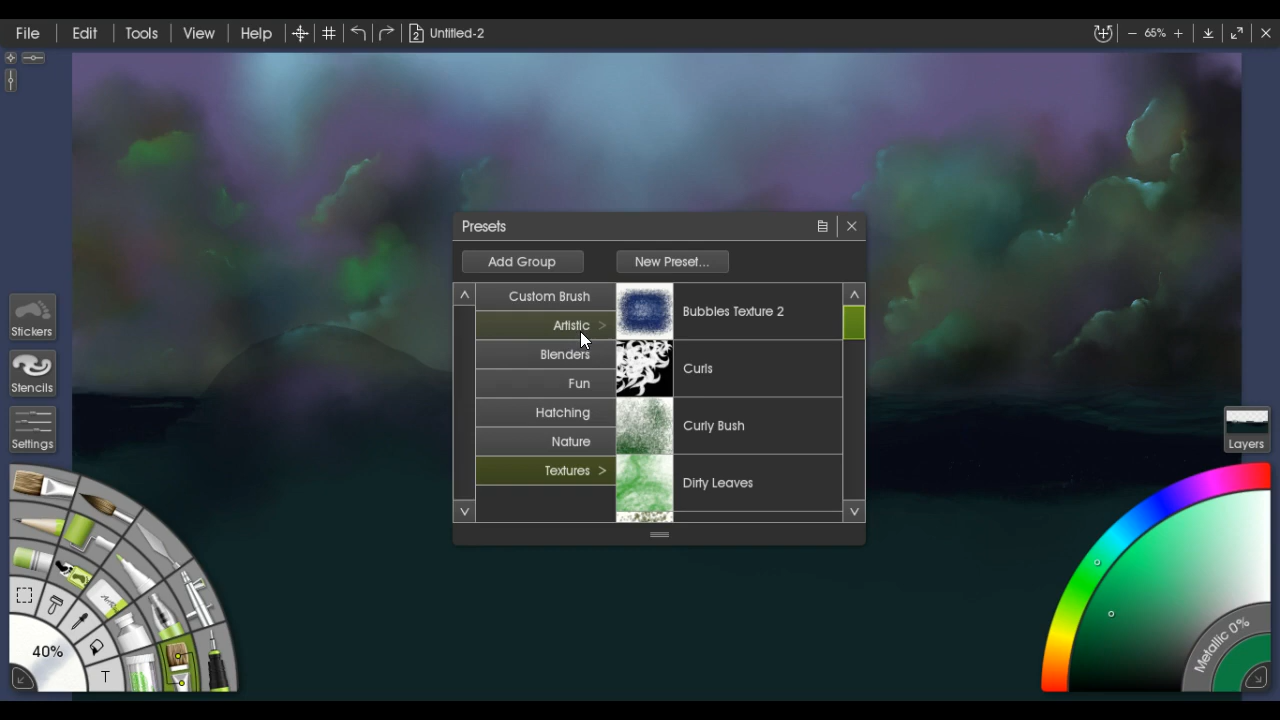 File Edit Tools View Help 2 Untitled-2 65%
Presets
Add Group New Preset...
Custom Brush
Artistic >
Blenders
Fun
Hatching
Nature
Textures >
Bubbles Texture 2
Curls
Curly Bush
Dirty Leaves
Stickers
Stencils
Settings
Layers
40%
T
Metallic 0%